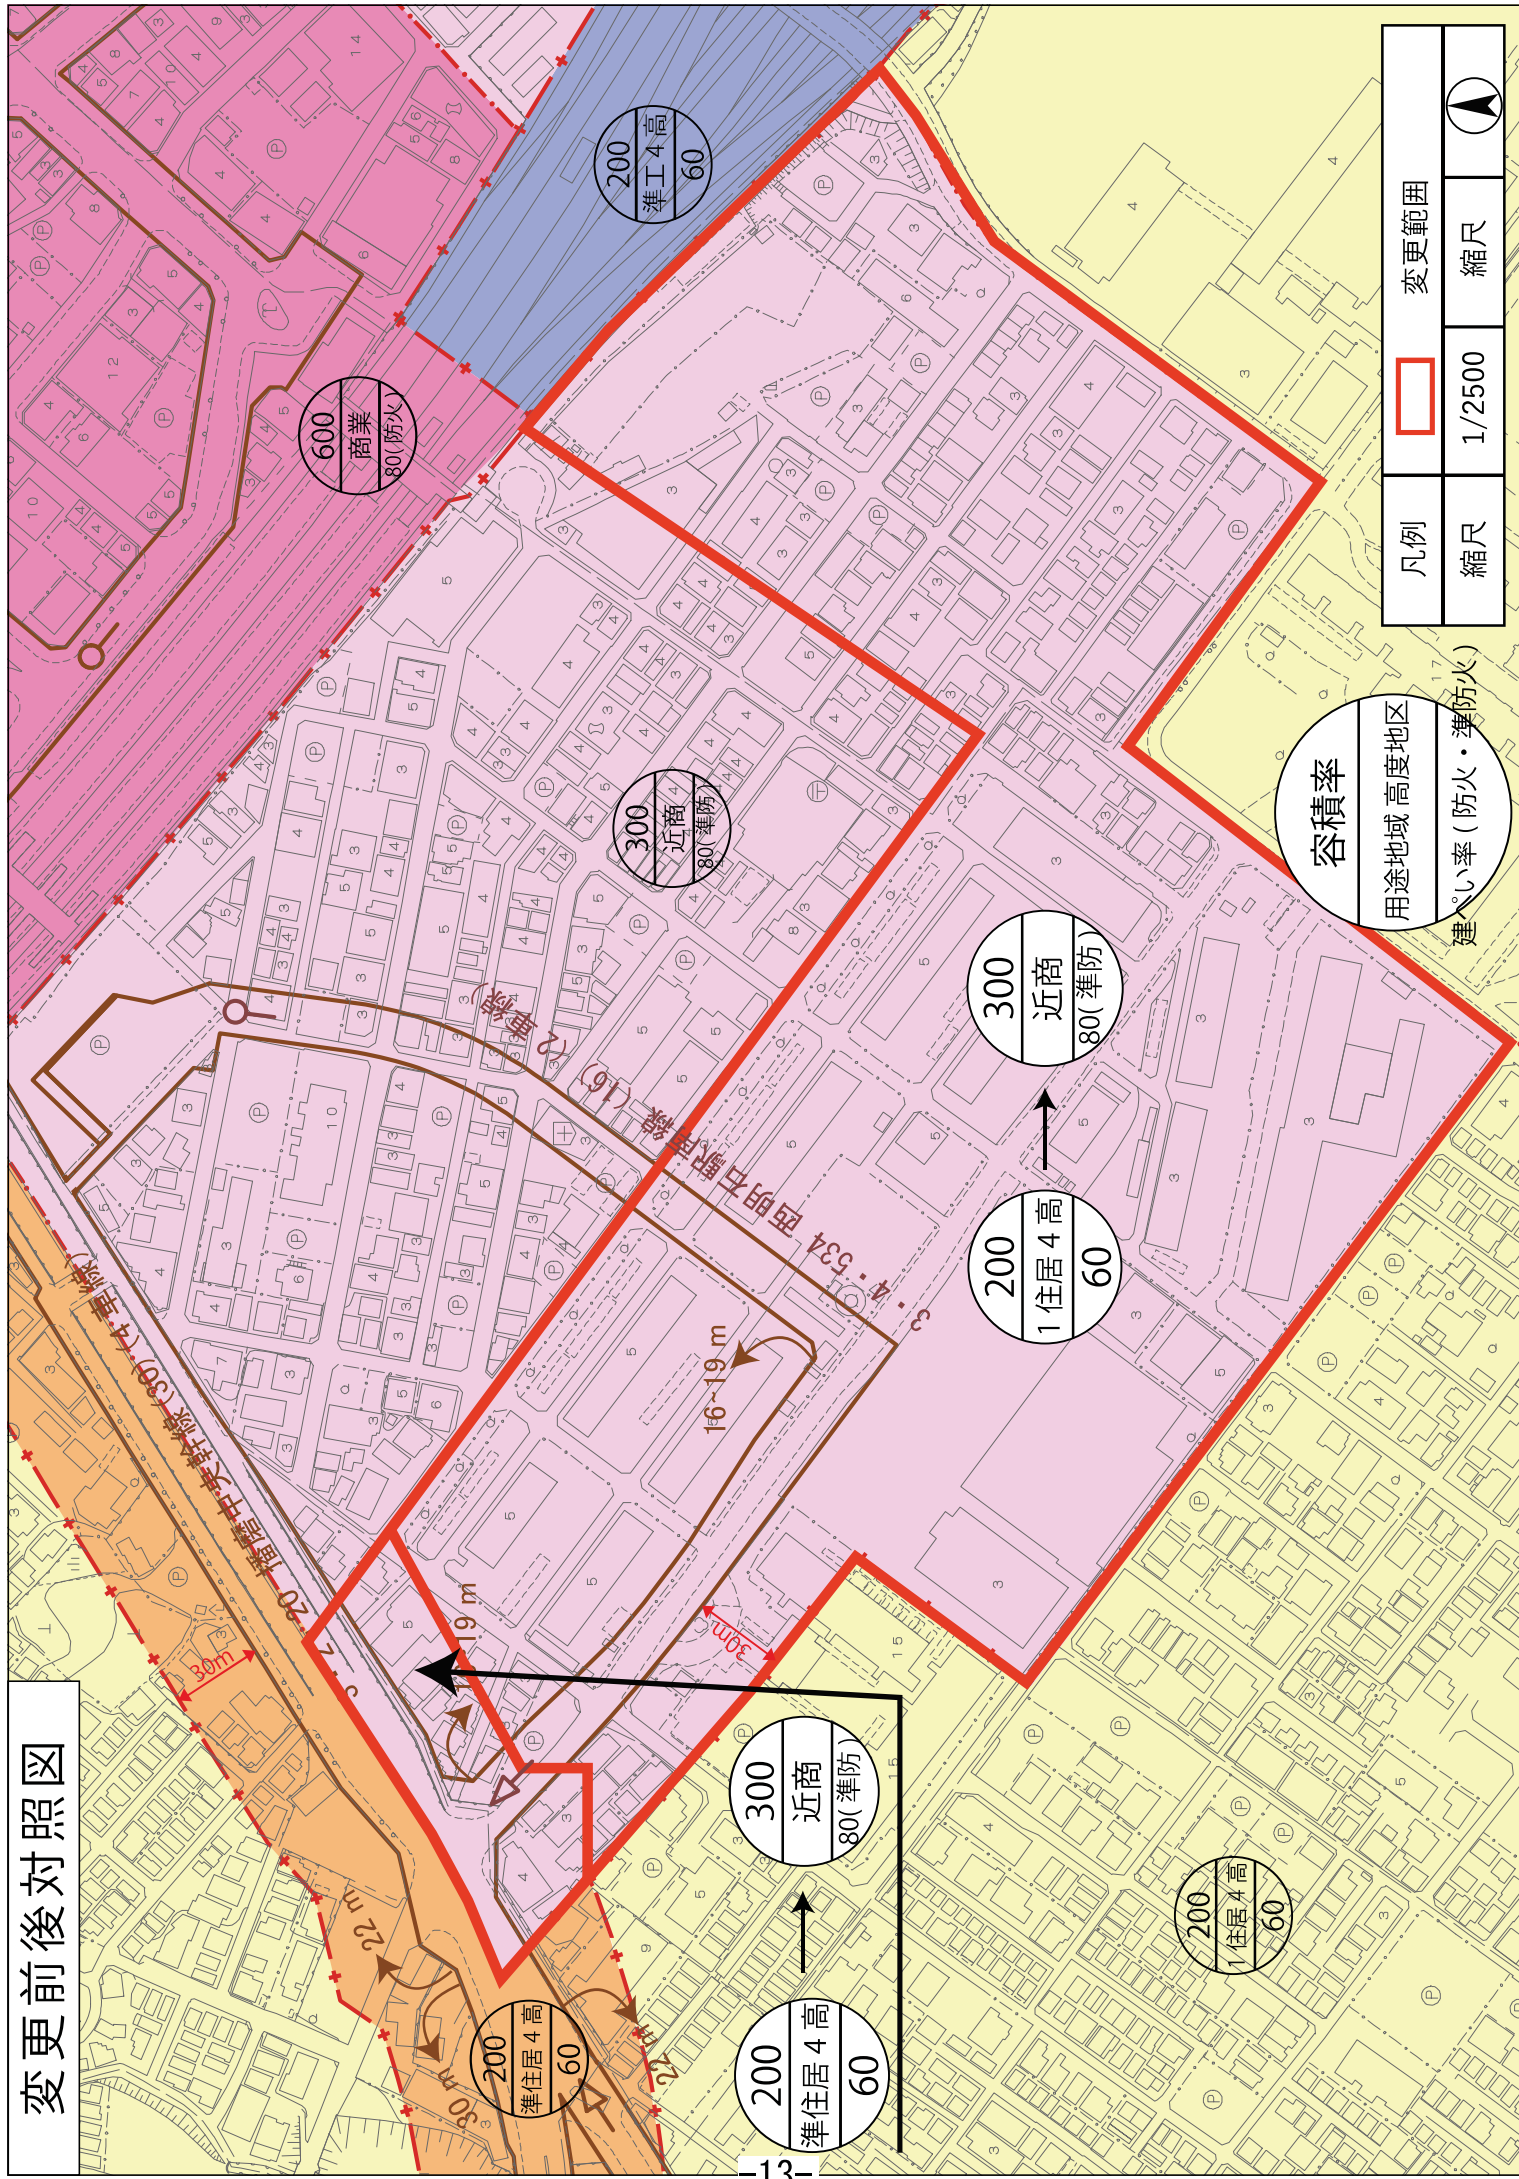 変更前後対照図
600
商業
80(防火)
200
準工4高
60
300
近商
80(準防)
3・2・20 播磨中央幹線(30)(4車線)
3・4・534 西明石駅南線(16)(2車線)
16~19 m
19 m
30m
30m
22 m
30 m
22 m
200
準住居4高
60
200
1住居4高
60
300
近商
80(準防)
200
準住居4高
60
300
近商
80(準防)
200
1住居4高
60
容積率
用途地域 高度地区
建ぺい率(防火・準防火)
凡例
変更範囲
縮尺
1/2500
縮尺
-13-